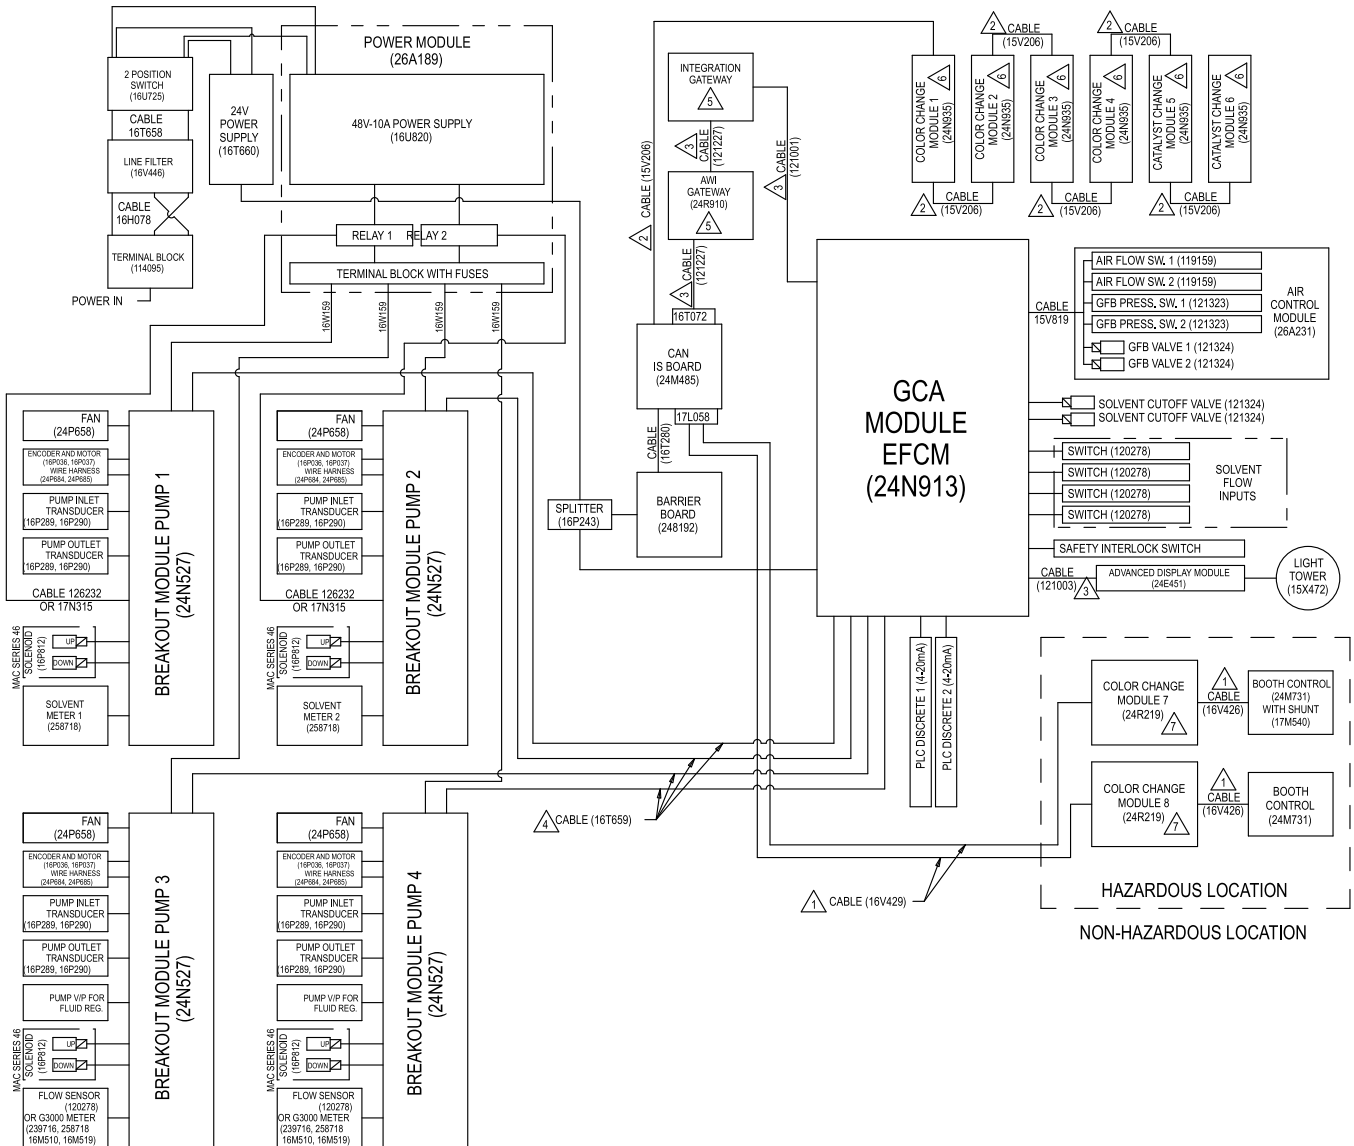 POWER MODULE
(26A189)
2 POSITION
SWITCH
(16U725)
CABLE
16T658
LINE FILTER
(16V446)
CABLE
16H078
TERMINAL BLOCK
(114095)
POWER IN
24V
POWER
SUPPLY
(16T660)
48V-10A POWER SUPPLY
(16U820)
RELAY 1
RELAY 2
TERMINAL BLOCK WITH FUSES
16W159
16W159
16W159
16W159
INTEGRATION
GATEWAY
5
3
CABLE
(121227)
AWI
GATEWAY
(24R910)
5
3
CABLE
(121227)
3
CABLE
(121001)
2
CABLE (15V206)
16T072
CAN
IS BOARD
(24M485)
17L058
CABLE
(16T280)
BARRIER
BOARD
(248192)
SPLITTER
(16P243)
2
CABLE
(15V206)
2
CABLE
(15V206)
COLOR CHANGE
MODULE 1
(24N935)
6
COLOR CHANGE
MODULE 2
(24N935)
6
COLOR CHANGE
MODULE 3
(24N935)
6
COLOR CHANGE
MODULE 4
(24N935)
6
CATALYST CHANGE
MODULE 5
(24N935)
6
CATALYST CHANGE
MODULE 6
(24N935)
6
2
CABLE
(15V206)
2
CABLE
(15V206)
2
CABLE
(15V206)
GCA
MODULE
EFCM
(24N913)
CABLE
15V819
AIR FLOW SW. 1 (119159)
AIR FLOW SW. 2 (119159)
GFB PRESS. SW. 1 (121323)
GFB PRESS. SW. 2 (121323)
GFB VALVE 1 (121324)
GFB VALVE 2 (121324)
AIR
CONTROL
MODULE
(26A231)
SOLVENT CUTOFF VALVE (121324)
SOLVENT CUTOFF VALVE (121324)
SWITCH (120278)
SWITCH (120278)
SWITCH (120278)
SWITCH (120278)
SOLVENT
FLOW
INPUTS
SAFETY INTERLOCK SWITCH
CABLE
(121003)
3
ADVANCED DISPLAY MODULE
(24E451)
LIGHT
TOWER
(15X472)
PLC DISCRETE 1 (4-20mA)
PLC DISCRETE 2 (4-20mA)
COLOR CHANGE
MODULE 7
(24R219)
7
1
CABLE
(16V426)
BOOTH CONTROL
(24M731)
WITH SHUNT
(17M540)
COLOR CHANGE
MODULE 8
(24R219)
7
1
CABLE
(16V426)
BOOTH
CONTROL
(24M731)
HAZARDOUS LOCATION
NON-HAZARDOUS LOCATION
4
CABLE (16T659)
1
CABLE (16V429)
FAN
(24P658)
ENCODER AND MOTOR
(16P036, 16P037)
WIRE HARNESS
(24P684, 24P685)
PUMP INLET
TRANSDUCER
(16P289, 16P290)
PUMP OUTLET
TRANSDUCER
(16P289, 16P290)
CABLE 126232
OR 17N315
MAC SERIES 46
SOLENOID
(16P812)
UP
DOWN
SOLVENT
METER 1
(258718)
BREAKOUT MODULE PUMP 1
(24N527)
FAN
(24P658)
ENCODER AND MOTOR
(16P036, 16P037)
WIRE HARNESS
(24P684, 24P685)
PUMP INLET
TRANSDUCER
(16P289, 16P290)
PUMP OUTLET
TRANSDUCER
(16P289, 16P290)
CABLE 126232
OR 17N315
MAC SERIES 46
SOLENOID
(16P812)
UP
DOWN
SOLVENT
METER 2
(258718)
BREAKOUT MODULE PUMP 2
(24N527)
FAN
(24P658)
ENCODER AND MOTOR
(16P036, 16P037)
WIRE HARNESS
(24P684, 24P685)
PUMP INLET
TRANSDUCER
(16P289, 16P290)
PUMP OUTLET
TRANSDUCER
(16P289, 16P290)
PUMP V/P FOR
FLUID REG.
MAC SERIES 46
SOLENOID
(16P812)
UP
DOWN
FLOW SENSOR
(120278)
OR G3000 METER
(239716, 258718
16M510, 16M519)
BREAKOUT MODULE PUMP 3
(24N527)
FAN
(24P658)
ENCODER AND MOTOR
(16P036, 16P037)
WIRE HARNESS
(24P684, 24P685)
PUMP INLET
TRANSDUCER
(16P289, 16P290)
PUMP OUTLET
TRANSDUCER
(16P289, 16P290)
PUMP V/P FOR
FLUID REG.
MAC SERIES 46
SOLENOID
(16P812)
UP
DOWN
FLOW SENSOR
(120278)
OR G3000 METER
(239716, 258718
16M510, 16M519)
BREAKOUT MODULE PUMP 4
(24N527)